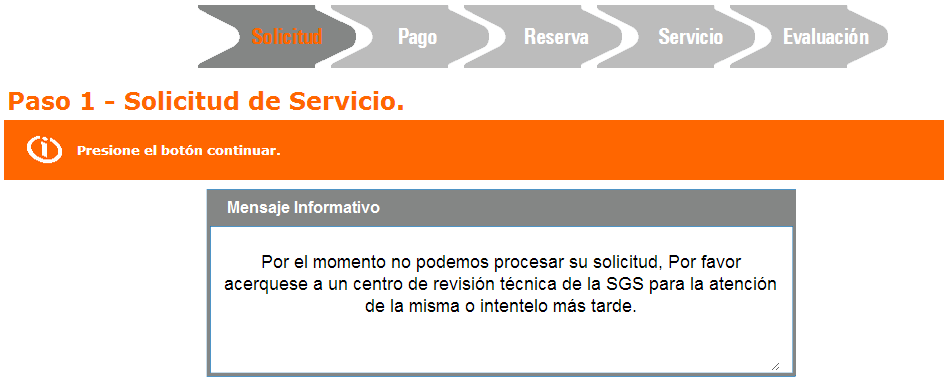 Solicitud
Pago
Reserva
Servicio
Evaluación
Paso 1 - Solicitud de Servicio.
Presione el botón continuar.
Mensaje Informativo
Por el momento no podemos procesar su solicitud, Por favor
acerquese a un centro de revisión técnica de la SGS para la atención
de la misma o intentelo más tarde.